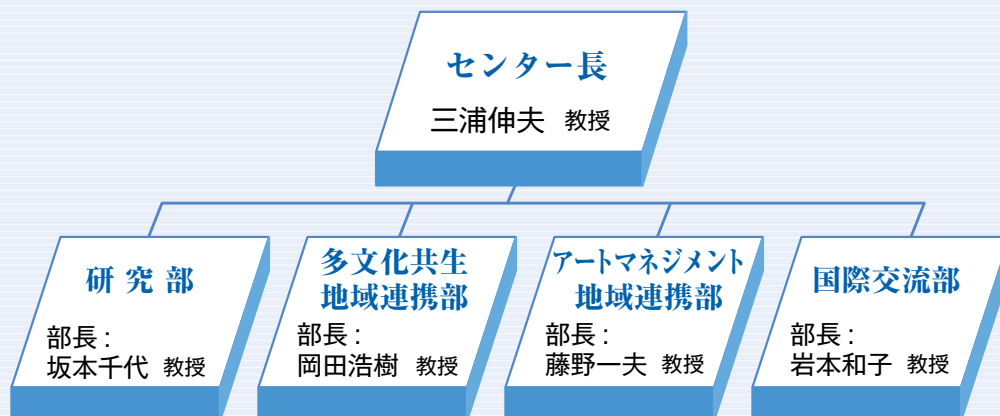 センター長
三浦伸夫 教授
研究部
部長：
坂本千代 教授
多文化共生
地域連携部
部長：
岡田浩樹 教授
アートマネジメント
地域連携部
部長：
藤野一夫 教授
国際交流部
部長：
岩本和子 教授